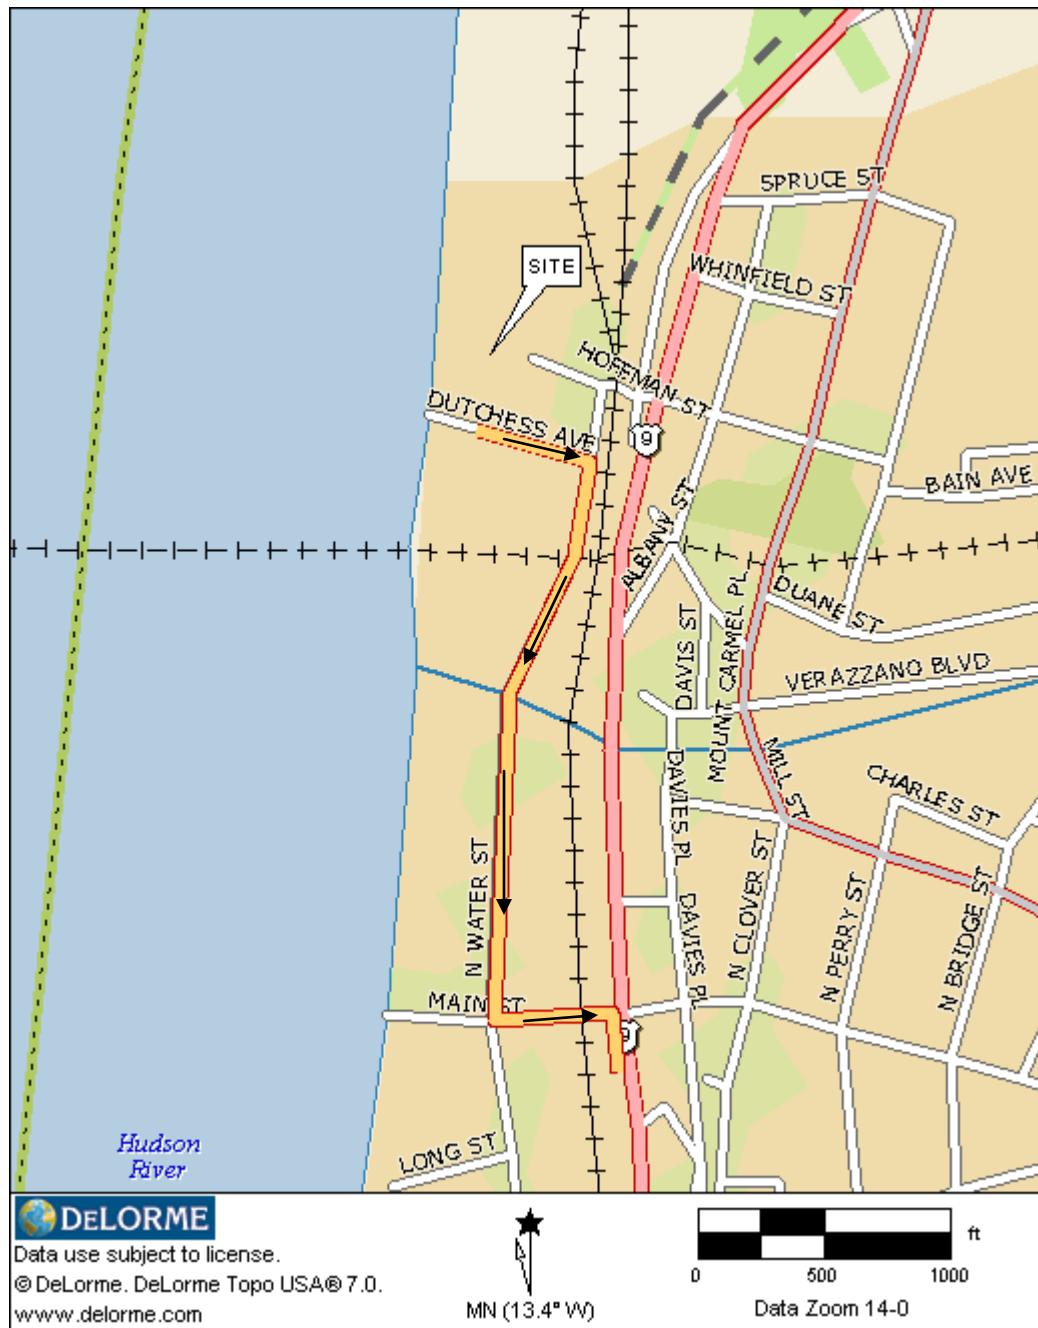 SPRUCE ST
SITE
WHINFIELD ST
HOFFMAN ST
DUTCHESS AVE
9
BAIN AVE
ALBANY ST
DUANE ST
MOUNT CARMEL PL
DAVIS ST
VERAZZANO BLVD
MILL ST
CHARLES ST
DAVIES PL
N WATER ST
N CLOVER ST
N PERRY ST
N BRIDGE ST
DAVIES PL
MAIN ST
9
Hudson
River
LONG ST
DELORME
Data use subject to license.
© DeLorme. DeLorme Topo USA® 7.0.
www.delorme.com
MN (13.4° W)
ft
0 500 1000
Data Zoom 14-0